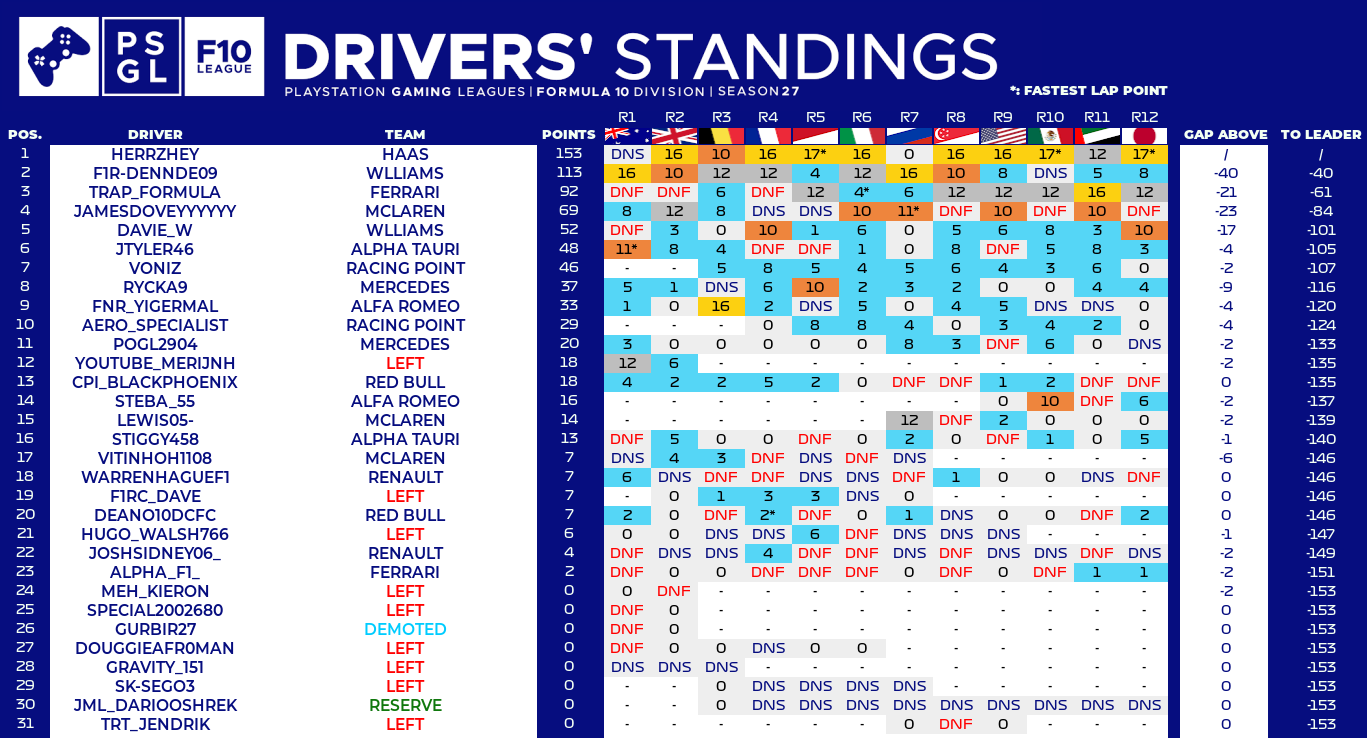 PS
GL
F10
LEAGUE
DRIVERS' STANDINGS
PLAYSTATION GAMING LEAGUES | FORMULA 10 DIVISION | SEASON 27
*: FASTEST LAP POINT
R1 R2 R3 R4 R5 R6 R7 R8 R9 R10 R11 R12
POS. DRIVER TEAM POINTS GAP ABOVE TO LEADER
1 HERRZHEY HAAS 153 DNS 16 10 16 17* 16 0 16 16 17* 12 17* / /
2 F1R-DENNDE09 WLLIAMS 113 16 10 12 12 4 12 16 10 8 DNS 5 8 -40 -40
3 TRAP_FORMULA FERRARI 92 DNF DNF 6 DNF 12 4* 6 12 12 12 16 12 -21 -61
4 JAMESDOVEYYYYYY MCLAREN 69 8 12 8 DNS DNS 10 11* DNF 10 DNF 10 DNF -23 -84
5 DAVIE_W WLLIAMS 52 DNF 3 0 10 1 6 0 5 6 8 3 10 -17 -101
6 JTYLER46 ALPHA TAURI 48 11* 8 4 DNF DNF 1 0 8 DNF 5 8 3 -4 -105
7 VONIZ RACING POINT 46 - - 5 8 5 4 5 6 4 3 6 0 -2 -107
8 RYCKA9 MERCEDES 37 5 1 DNS 6 10 2 3 2 0 0 4 4 -9 -116
9 FNR_YIGERMAL ALFA ROMEO 33 1 0 16 2 DNS 5 0 4 5 DNS DNS 0 -4 -120
10 AERO_SPECIALIST RACING POINT 29 - - - 0 8 8 4 0 3 4 2 0 -4 -124
11 POGL2904 MERCEDES 20 3 0 0 0 0 0 8 3 DNF 6 0 DNS -2 -133
12 YOUTUBE_MERIJNH LEFT 18 12 6 - - - - - - - - - - -2 -135
13 CPI_BLACKPHOENIX RED BULL 18 4 2 2 5 2 0 DNF DNF 1 2 DNF DNF 0 -135
14 STEBA_55 ALFA ROMEO 16 - - - - - - - - 0 10 DNF 6 -2 -137
15 LEWIS05- MCLAREN 14 - - - - - - 12 DNF 2 0 0 0 -2 -139
16 STIGGY458 ALPHA TAURI 13 DNF 5 0 0 DNF 0 2 0 DNF 1 0 5 -1 -140
17 VITINHOH1108 MCLAREN 7 DNS 4 3 DNF DNS DNF DNS - - - - - -6 -146
18 WARRENHAGUEF1 RENAULT 7 6 DNS DNF DNF DNS DNS DNF 1 0 0 DNS DNF 0 -146
19 F1RC_DAVE LEFT 7 - 0 1 3 3 DNS 0 - - - - - 0 -146
20 DEANO10DCFC RED BULL 7 2 0 DNF 2* DNF 0 1 DNS 0 0 DNF 2 0 -146
21 HUGO_WALSH766 LEFT 6 0 0 DNS DNS 6 DNF DNS DNS DNS - - - -1 -147
22 JOSHSIDNEY06_ RENAULT 4 DNF DNS DNS 4 DNF DNF DNS DNF DNS DNS DNF DNS -2 -149
23 ALPHA_F1_ FERRARI 2 DNF 0 0 DNF DNF DNF 0 DNF 0 DNF 1 1 -2 -151
24 MEH_KIERON LEFT 0 0 DNF - - - - - - - - - - -2 -153
25 SPECIAL2002680 LEFT 0 DNF 0 - - - - - - - - - - 0 -153
26 GURBIR27 DEMOTED 0 DNF 0 - - - - - - - - - - 0 -153
27 DOUGGIEAFR0MAN LEFT 0 DNF 0 0 DNS 0 0 - - - - - - 0 -153
28 GRAVITY_151 LEFT 0 DNS DNS DNS - - - - - - - - - 0 -153
29 SK-SEGO3 LEFT 0 - - 0 DNS DNS DNS DNS - - - - - 0 -153
30 JML_DARIOOSHREK RESERVE 0 - - 0 DNS DNS DNS DNS DNS DNS DNS DNS DNS 0 -153
31 TRT_JENDRIK LEFT 0 - - - - - - 0 DNF 0 - - - 0 -153